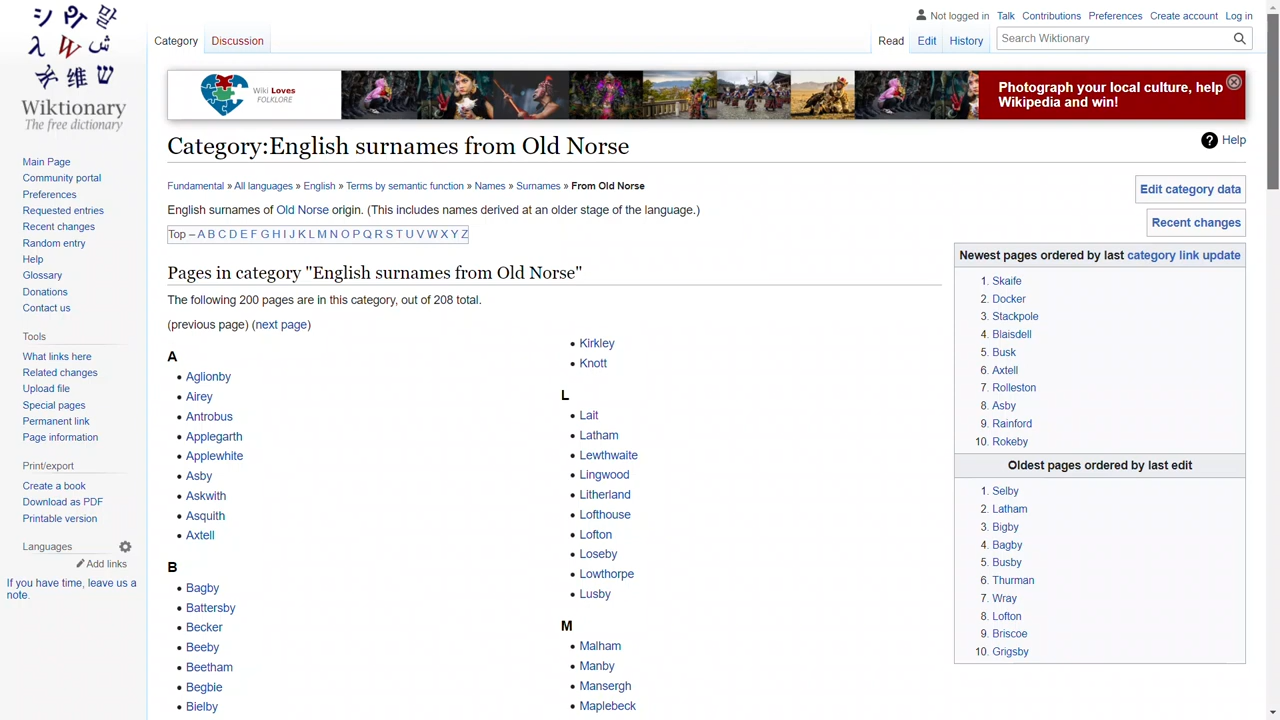 Not logged in Talk Contributions Preferences Create account Log in
Category Discussion Read Edit History Search Wiktionary
Wiktionary
The free dictionary
Wiki Loves
FOLKLORE
Photograph your local culture, help
Wikipedia and win!
Category:English surnames from Old Norse
Help
Fundamental » All languages » English » Terms by semantic function » Names » Surnames » From Old Norse
English surnames of Old Norse origin. (This includes names derived at an older stage of the language.)
Top – A B C D E F G H I J K L M N O P Q R S T U V W X Y Z
Pages in category "English surnames from Old Norse"
The following 200 pages are in this category, out of 208 total.
(previous page) (next page)
A
• Aglionby
• Airey
• Antrobus
• Applegarth
• Applewhite
• Asby
• Askwith
• Asquith
• Axtell
B
• Bagby
• Battersby
• Becker
• Beeby
• Beetham
• Begbie
• Bielby
• Kirkley
• Knott
L
• Lait
• Latham
• Lewthwaite
• Lingwood
• Litherland
• Lofthouse
• Lofton
• Loseby
• Lowthorpe
• Lusby
M
• Malham
• Manby
• Mansergh
• Maplebeck
Edit category data
Recent changes
Newest pages ordered by last category link update
1. Skaife
2. Docker
3. Stackpole
4. Blaisdell
5. Busk
6. Axtell
7. Rolleston
8. Asby
9. Rainford
10. Rokeby
Oldest pages ordered by last edit
1. Selby
2. Latham
3. Bigby
4. Bagby
5. Busby
6. Thurman
7. Wray
8. Lofton
9. Briscoe
10. Grigsby
Main Page
Community portal
Preferences
Requested entries
Recent changes
Random entry
Help
Glossary
Donations
Contact us
Tools
What links here
Related changes
Upload file
Special pages
Permanent link
Page information
Print/export
Create a book
Download as PDF
Printable version
Languages
Add links
If you have time, leave us a
note.